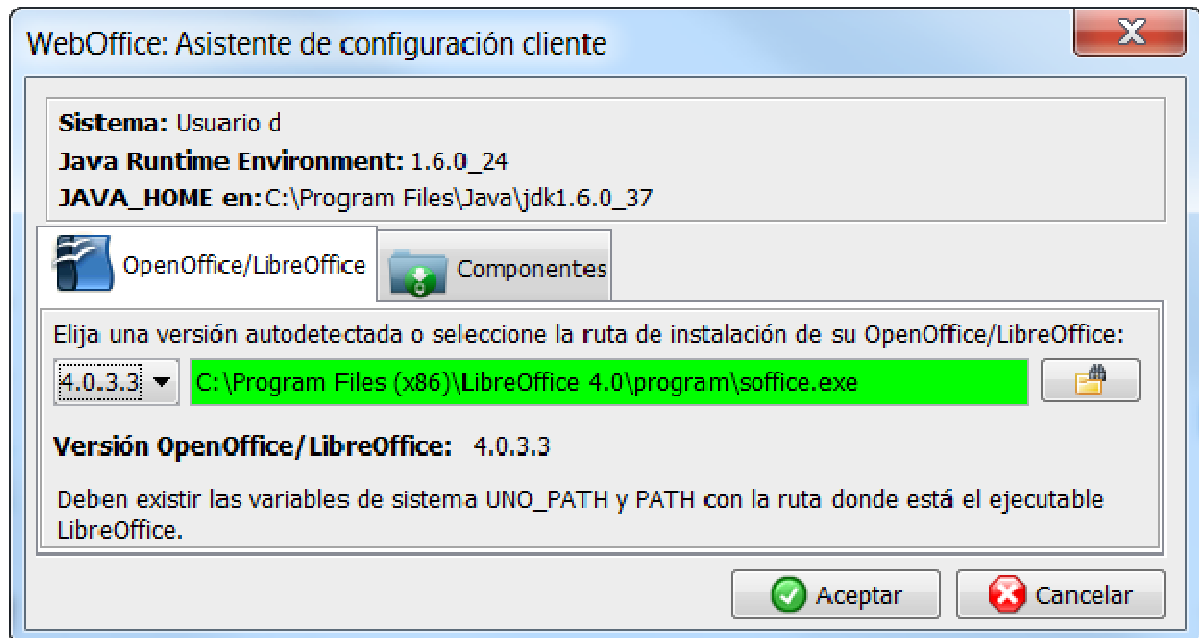 WebOffice: Asistente de configuración cliente
Sistema: Usuario d
Java Runtime Environment: 1.6.0_24
JAVA_HOME en:C:\Program Files\Java\jdk1.6.0_37
OpenOffice/LibreOffice
Componentes
Elija una versión autodetectada o seleccione la ruta de instalación de su OpenOffice/LibreOffice:
4.0.3.3
C:\Program Files (x86)\LibreOffice 4.0\program\soffice.exe
Versión OpenOffice/LibreOffice: 4.0.3.3
Deben existir las variables de sistema UNO_PATH y PATH con la ruta donde está el ejecutable
LibreOffice.
Aceptar
Cancelar